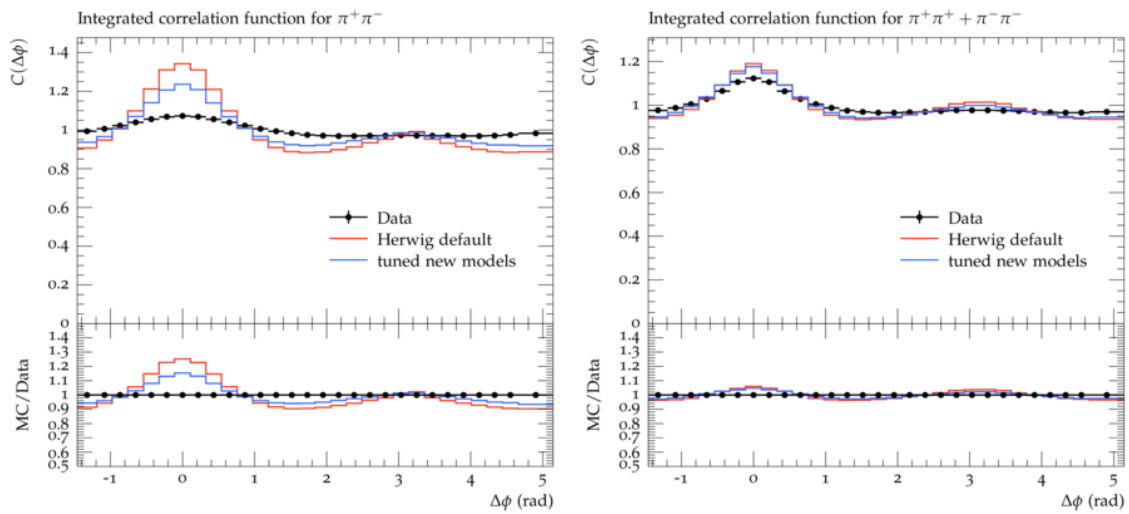 Integrated correlation function for π⁺π⁻
C(Δϕ)
1.4
1.2
1
0.8
0.6
0.4
0.2
0
Data
Herwig default
tuned new models
MC/Data
1.4
1.3
1.2
1.1
1
0.9
0.8
0.7
0.6
0.5
-1 0 1 2 3 4 5
Δϕ (rad)
Integrated correlation function for π⁺π⁺ + π⁻π⁻
C(Δϕ)
1.2
1
0.8
0.6
0.4
0.2
0
Data
Herwig default
tuned new models
MC/Data
1.4
1.3
1.2
1.1
1
0.9
0.8
0.7
0.6
0.5
-1 0 1 2 3 4 5
Δϕ (rad)